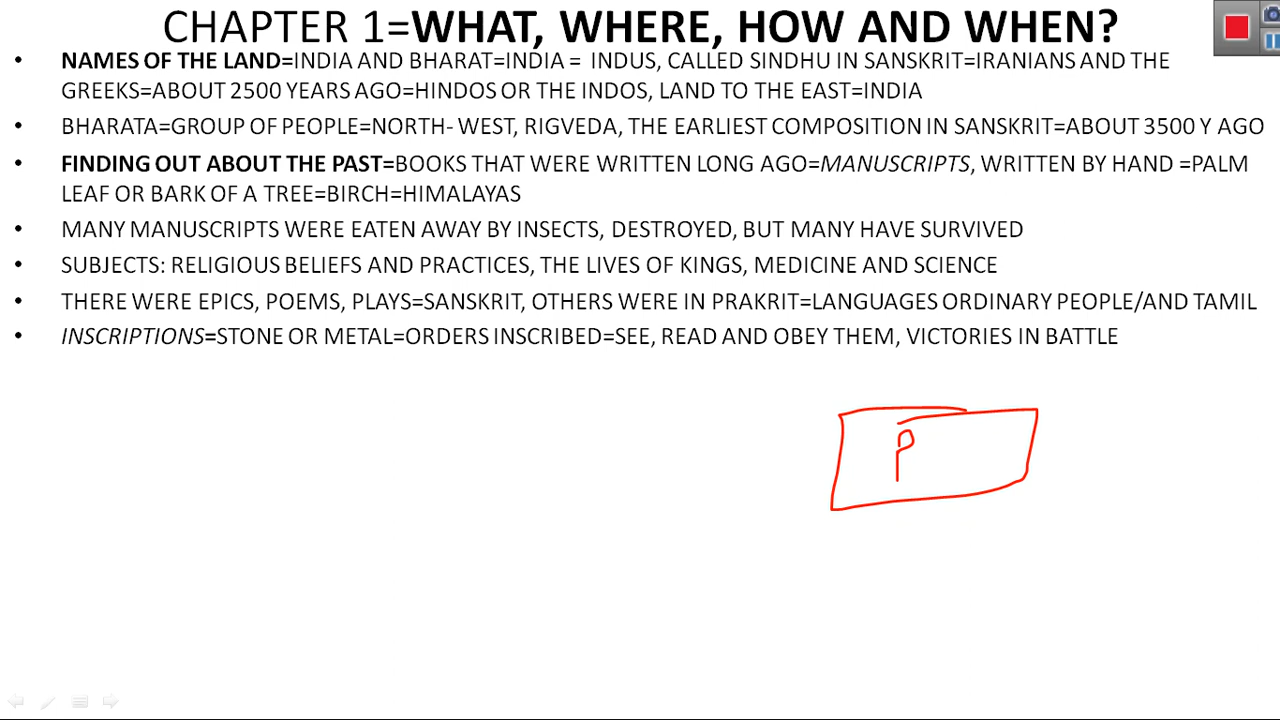 CHAPTER 1=WHAT, WHERE, HOW AND WHEN?
• NAMES OF THE LAND=INDIA AND BHARAT=INDIA = INDUS, CALLED SINDHU IN SANSKRIT=IRANIANS AND THE
GREEKS=ABOUT 2500 YEARS AGO=HINDOS OR THE INDOS, LAND TO THE EAST=INDIA
• BHARATA=GROUP OF PEOPLE=NORTH- WEST, RIGVEDA, THE EARLIEST COMPOSITION IN SANSKRIT=ABOUT 3500 Y AGO
• FINDING OUT ABOUT THE PAST=BOOKS THAT WERE WRITTEN LONG AGO=MANUSCRIPTS, WRITTEN BY HAND =PALM
LEAF OR BARK OF A TREE=BIRCH=HIMALAYAS
• MANY MANUSCRIPTS WERE EATEN AWAY BY INSECTS, DESTROYED, BUT MANY HAVE SURVIVED
• SUBJECTS: RELIGIOUS BELIEFS AND PRACTICES, THE LIVES OF KINGS, MEDICINE AND SCIENCE
• THERE WERE EPICS, POEMS, PLAYS=SANSKRIT, OTHERS WERE IN PRAKRIT=LANGUAGES ORDINARY PEOPLE/AND TAMIL
• INSCRIPTIONS=STONE OR METAL=ORDERS INSCRIBED=SEE, READ AND OBEY THEM, VICTORIES IN BATTLE
P